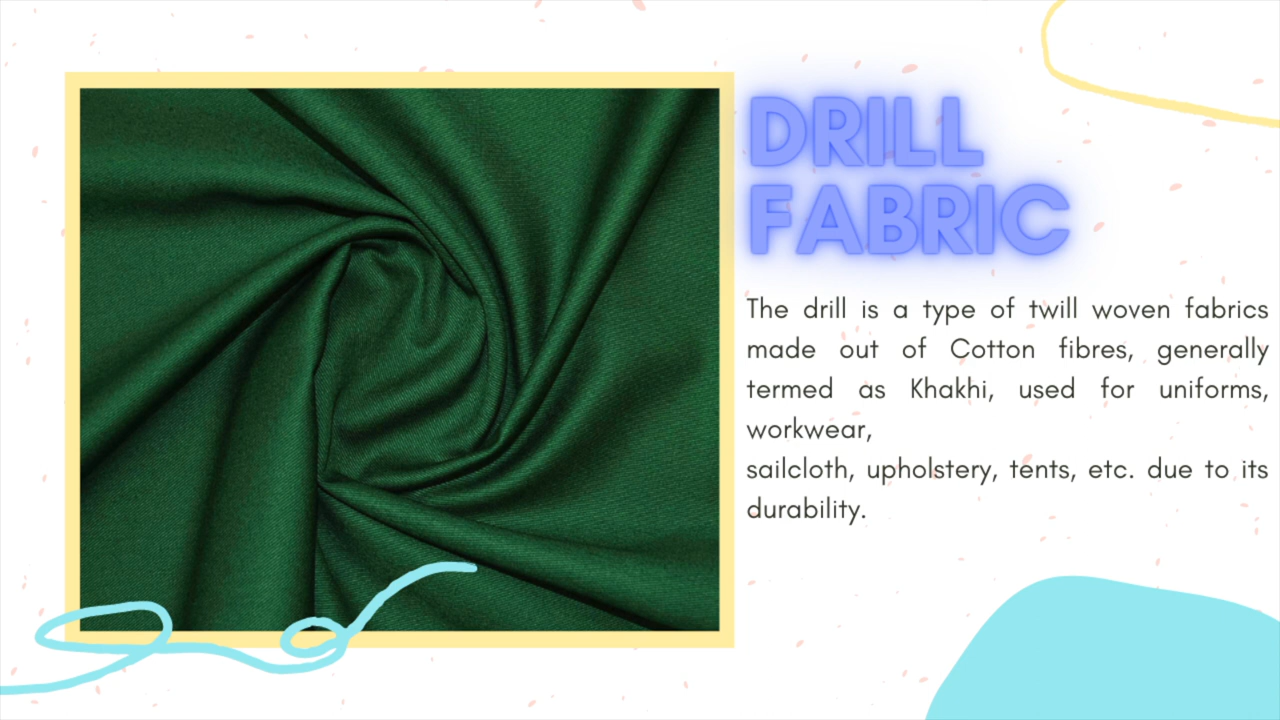 DRILL
FABRIC
The drill is a type of twill woven fabrics
made out of Cotton fibres, generally
termed as Khakhi, used for uniforms,
workwear,
sailcloth, upholstery, tents, etc. due to its
durability.